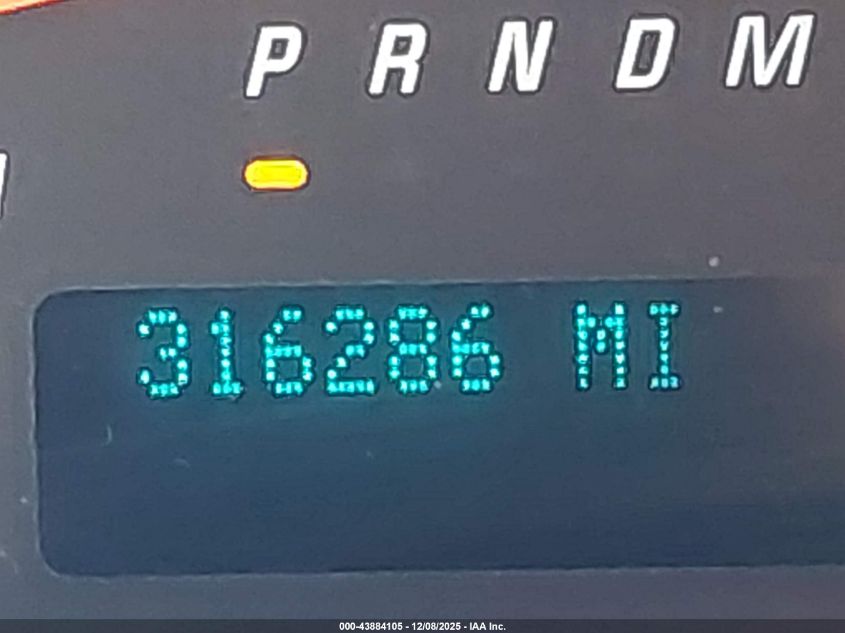 P R N D M
316286 MI
000-43884105 - 12/08/2025 - IAA Inc.